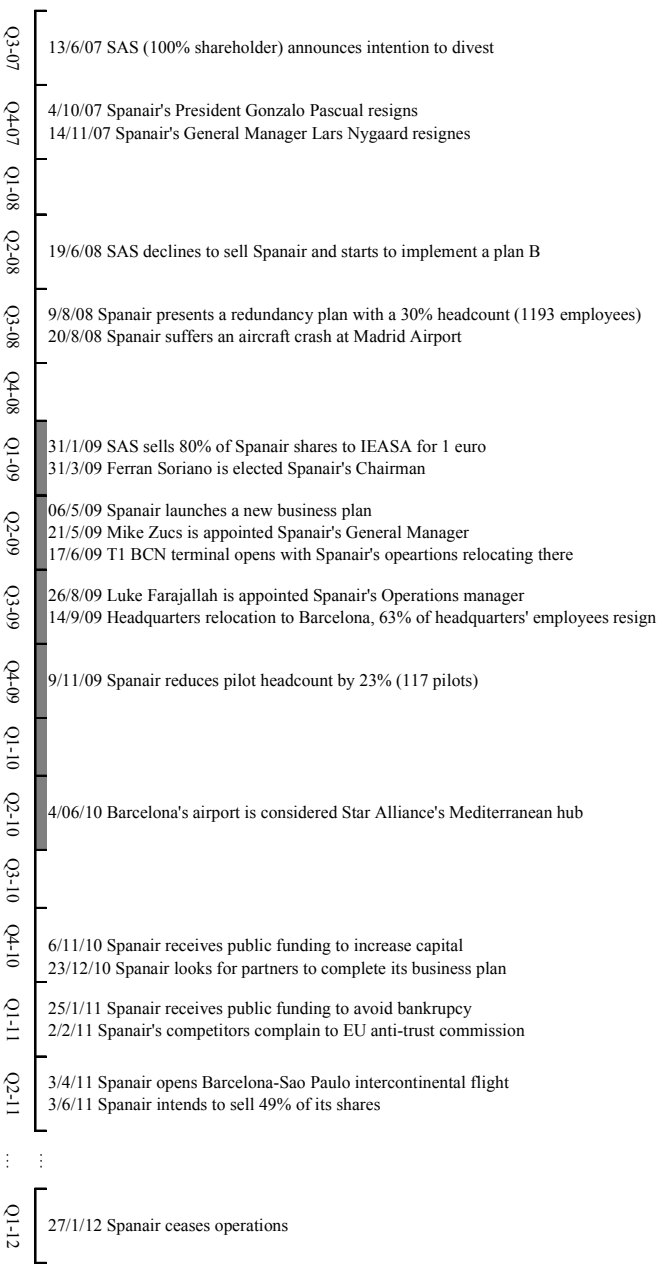 Q3-07
13/6/07 SAS (100% shareholder) announces intention to divest
Q4-07
4/10/07 Spanair's President Gonzalo Pascual resigns
14/11/07 Spanair's General Manager Lars Nygaard resignes
Q1-08
Q2-08
19/6/08 SAS declines to sell Spanair and starts to implement a plan B
Q3-08
9/8/08 Spanair presents a redundancy plan with a 30% headcount (1193 employees)
20/8/08 Spanair suffers an aircraft crash at Madrid Airport
Q4-08
Q1-09
31/1/09 SAS sells 80% of Spanair shares to IEASA for 1 euro
31/3/09 Ferran Soriano is elected Spanair's Chairman
Q2-09
06/5/09 Spanair launches a new business plan
21/5/09 Mike Zucs is appointed Spanair's General Manager
17/6/09 T1 BCN terminal opens with Spanair's opeartions relocating there
Q3-09
26/8/09 Luke Farajallah is appointed Spanair's Operations manager
14/9/09 Headquarters relocation to Barcelona, 63% of headquarters' employees resign
Q4-09
9/11/09 Spanair reduces pilot headcount by 23% (117 pilots)
Q1-10
Q2-10
4/06/10 Barcelona's airport is considered Star Alliance's Mediterranean hub
Q3-10
Q4-10
6/11/10 Spanair receives public funding to increase capital
23/12/10 Spanair looks for partners to complete its business plan
Q1-11
25/1/11 Spanair receives public funding to avoid bankrupcy
2/2/11 Spanair's competitors complain to EU anti-trust commission
Q2-11
3/4/11 Spanair opens Barcelona-Sao Paulo intercontinental flight
3/6/11 Spanair intends to sell 49% of its shares
... ...
Q1-12
27/1/12 Spanair ceases operations